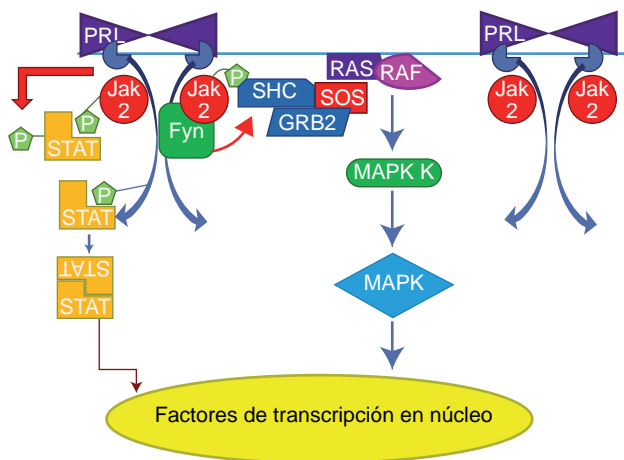 PRL
PRL
RAS
RAF
Jak
2
Jak
2
P
SHC
SOS
GRB2
Jak
2
Jak
2
P
P
STAT
Fyn
MAPK K
P
STAT
STAT
STAT
MAPK
Factores de transcripción en núcleo